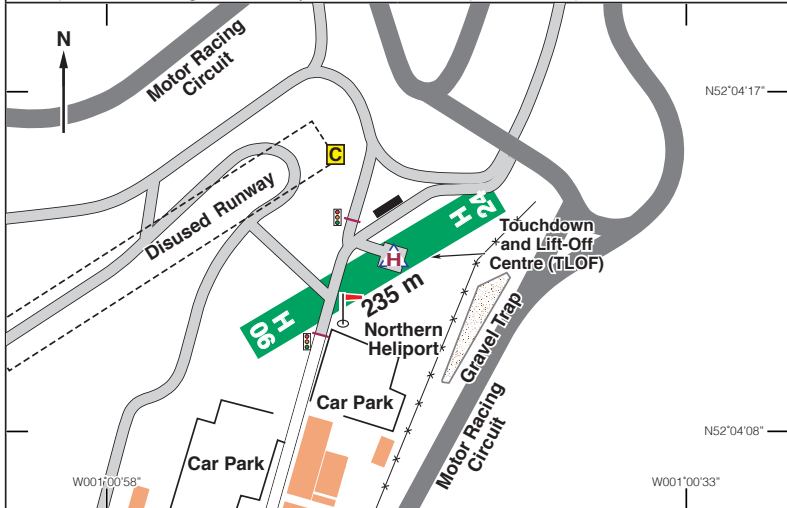 N
Motor Racing
Circuit
N52°04'17"
C
Disused Runway
H
24
Touchdown
and Lift-Off
Centre (TLOF)
H
235 m
06
H
Northern
Heliport
Gravel Trap
Car Park
Motor Racing
Circuit
N52°04'08"
Car Park
W001°00'58"
W001°00'33"